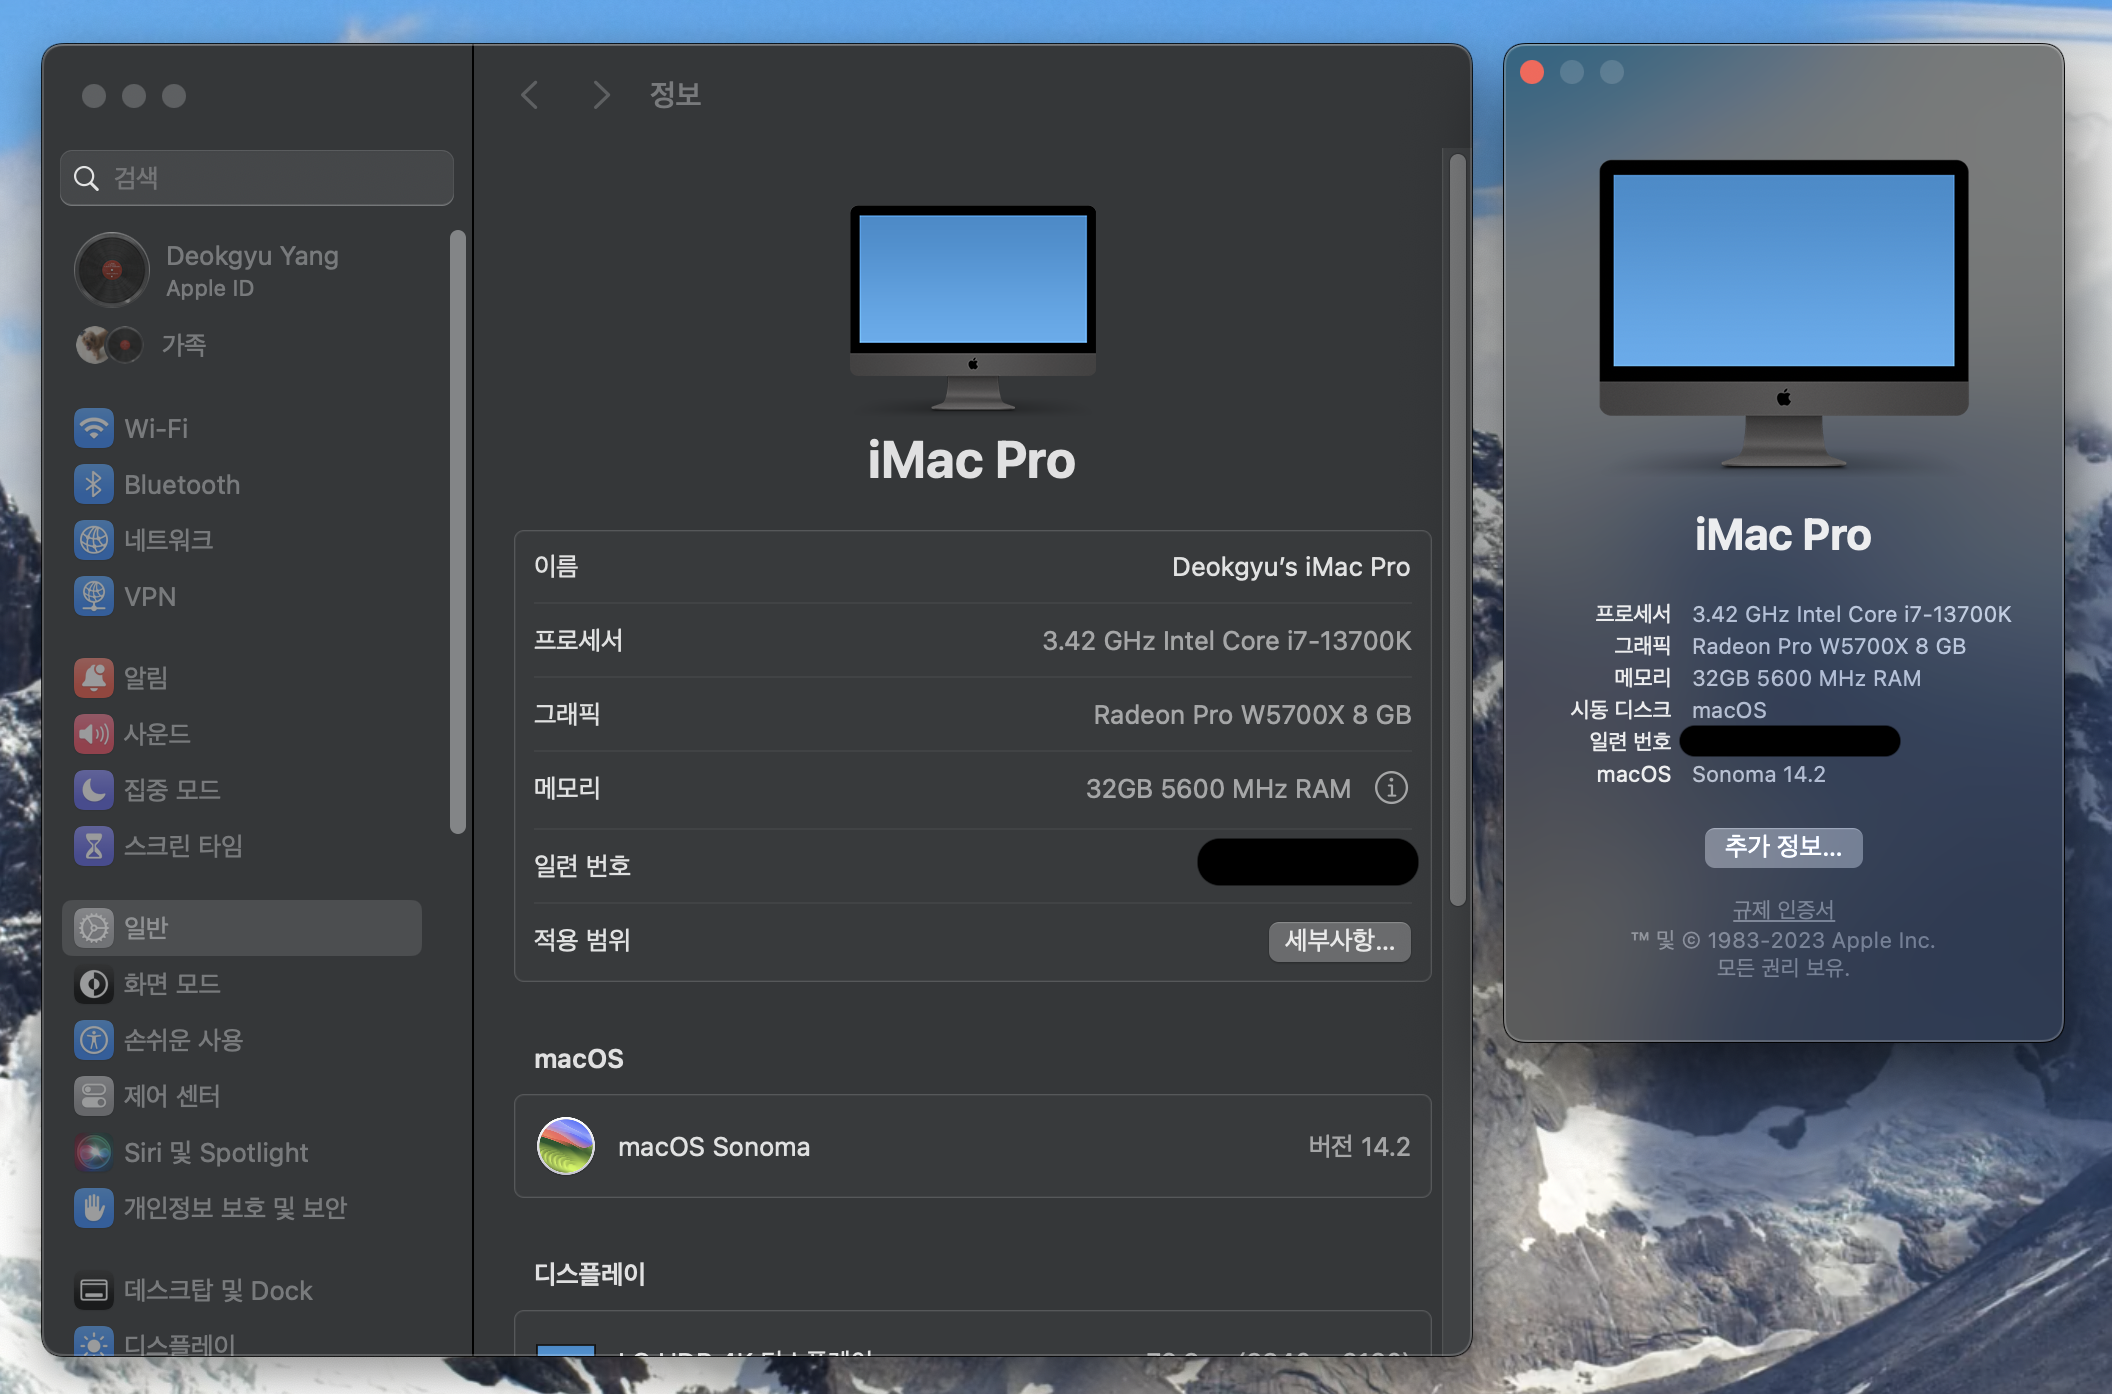 정보
검색
Deokgyu Yang
Apple ID
가족
Wi-Fi
Bluetooth
네트워크
VPN
알림
사운드
집중 모드
스크린 타임
일반
화면 모드
손쉬운 사용
제어 센터
Siri 및 Spotlight
개인정보 보호 및 보안
데스크탑 및 Dock
디스플레이
iMac Pro
이름 Deokgyu’s iMac Pro
프로세서 3.42 GHz Intel Core i7-13700K
그래픽 Radeon Pro W5700X 8 GB
메모리 32GB 5600 MHz RAM
일련 번호
적용 범위 세부사항...
macOS
macOS Sonoma 버전 14.2
디스플레이
iMac Pro
프로세서 3.42 GHz Intel Core i7-13700K
그래픽 Radeon Pro W5700X 8 GB
메모리 32GB 5600 MHz RAM
시동 디스크 macOS
일련 번호
macOS Sonoma 14.2
추가 정보...
규제 인증서
™ 및 © 1983-2023 Apple Inc.
모든 권리 보유.